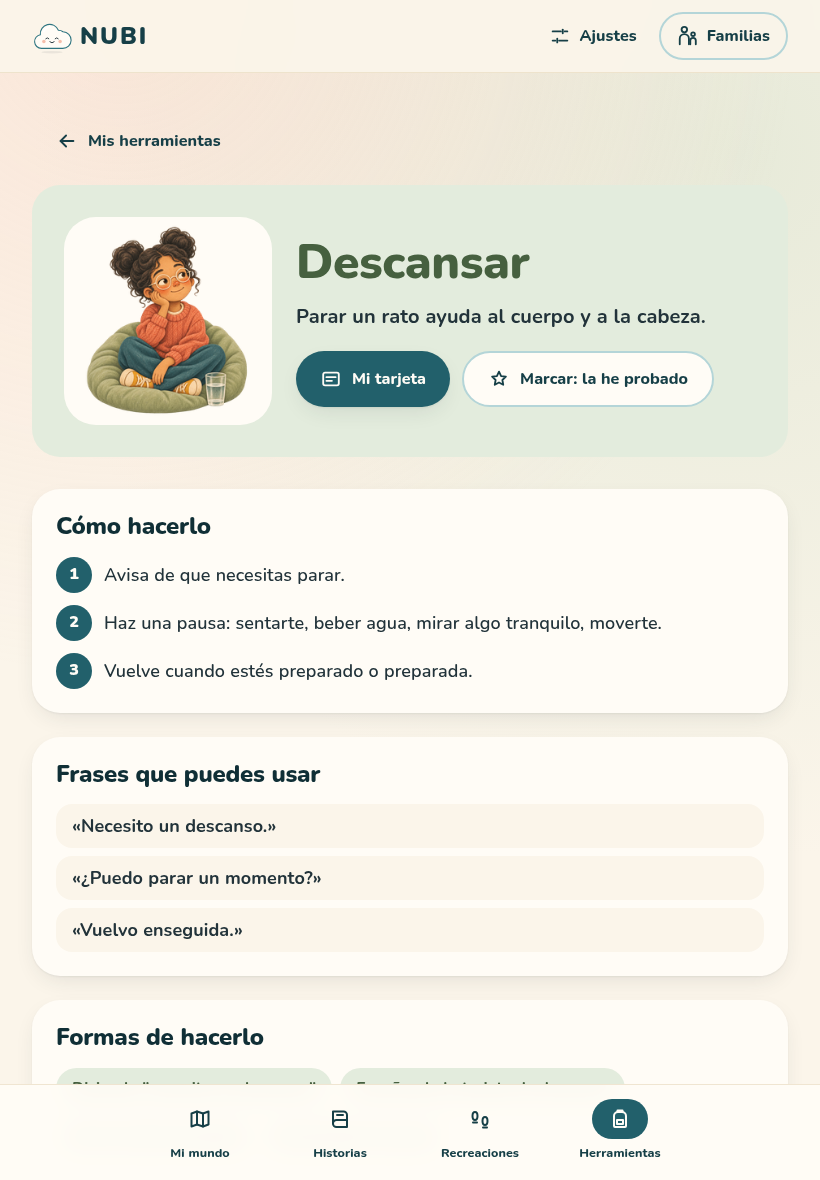 NUBI
Ajustes
Familias
Mis herramientas
Descansar
Parar un rato ayuda al cuerpo y a la cabeza.
Mi tarjeta
Marcar: la he probado
Cómo hacerlo
1 Avisa de que necesitas parar.
2 Haz una pausa: sentarte, beber agua, mirar algo tranquilo, moverte.
3 Vuelve cuando estés preparado o preparada.
Frases que puedes usar
«Necesito un descanso.»
«¿Puedo parar un momento?»
«Vuelvo enseguida.»
Formas de hacerlo
Mi mundo
Historias
Recreaciones
Herramientas